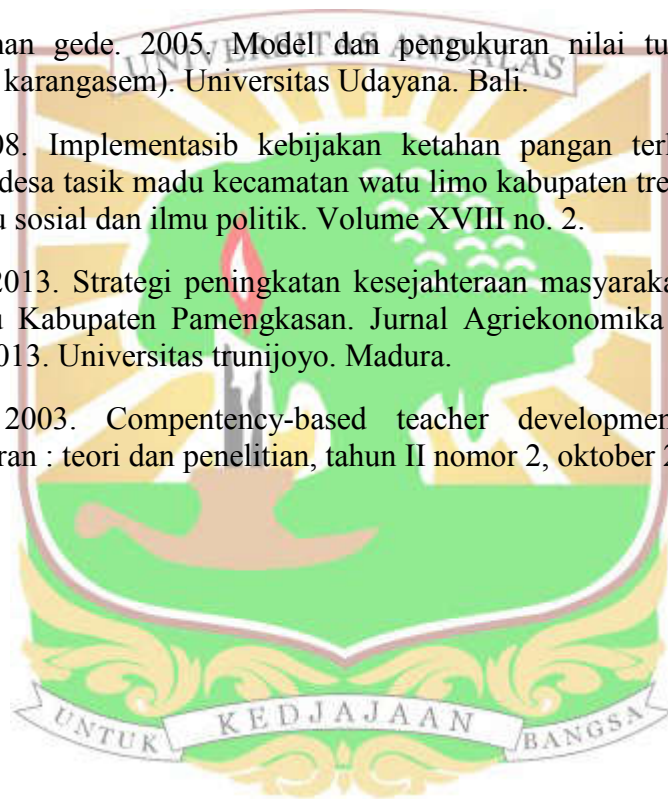 nan gede. 2005. Model dan pengukuran nilai tu
UNIVERSITAS ANDALAS
karangasem). Universitas Udayana. Bali.
08. Implementasib kebijakan ketahan pangan ter
desa tasik madu kecamatan watu limo kabupaten tre
u sosial dan ilmu politik. Volume XVIII no. 2.
2013. Strategi peningkatan kesejahteraan masyaraka
u Kabupaten Pamengkasan. Jurnal Agriekonomika
013. Universitas trunijoyo. Madura.
2003. Compentency-based teacher developmen
ran : teori dan penelitian, tahun II nomor 2, oktober 2
UNTUK KEDJAJAAN BANGSA